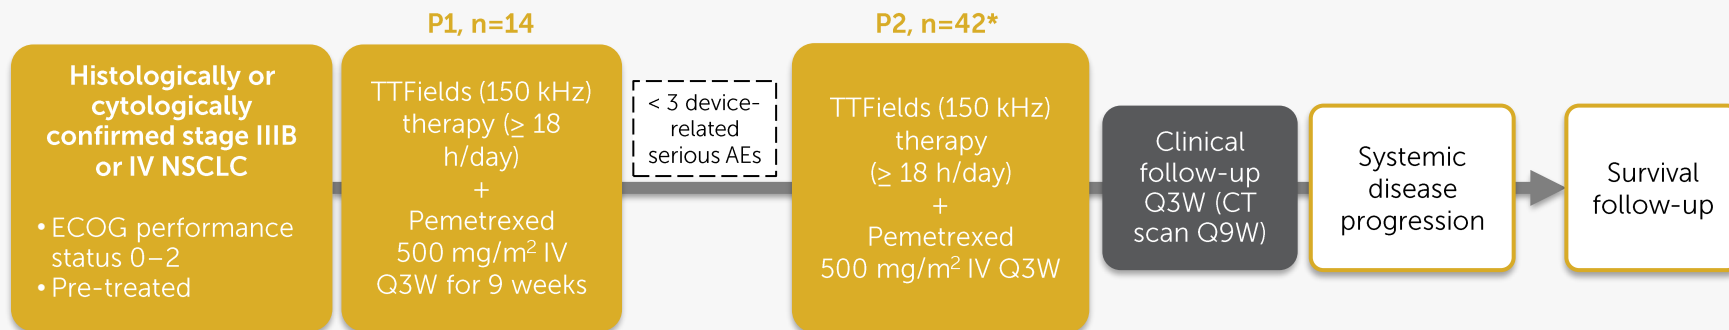 P1, n=14
P2, n=42*
Histologically or
cytologically
confirmed stage IIIB
or IV NSCLC
• ECOG performance
status 0–2
• Pre-treated
TTFields (150 kHz)
therapy (≥ 18
h/day)
+
Pemetrexed
500 mg/m² IV
Q3W for 9 weeks
< 3 device-
related
serious AEs
TTFields (150 kHz)
therapy
(≥ 18 h/day)
+
Pemetrexed
500 mg/m² IV Q3W
Clinical
follow-up
Q3W (CT
scan Q9W)
Systemic
disease
progression
Survival
follow-up